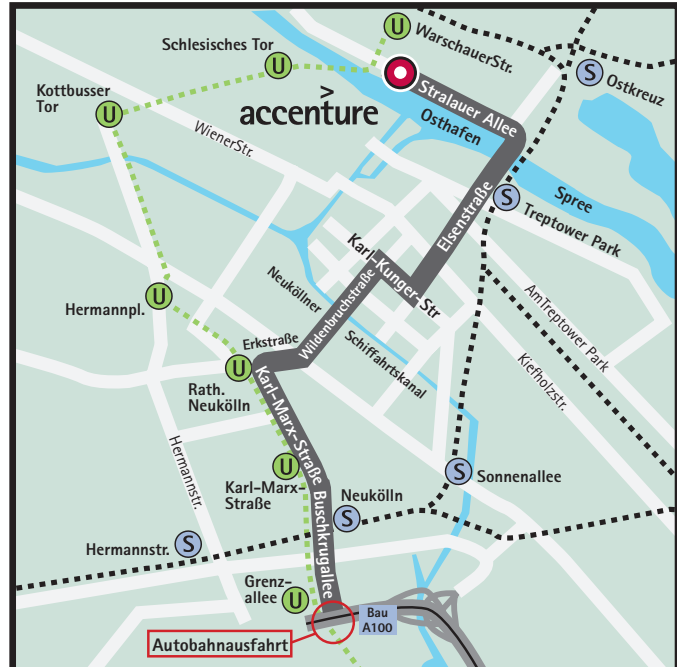 WarschauerStr.
U
Schlesisches Tor
U
S
Ostkreuz
Kottbusser
Tor
U
>
accenture
Stralauer Allee
Osthafen
WienerStr.
Elsenstraße
S
Treptower Park
Spree
Karl-Kunger-Str
Hermannpl.
U
Neuköllner
Schiffahrtskanal
Wildenbruchstraße
AmTreptower Park
Kiefholzstr.
Erkstraße
U
Rath.
Neukölln
Karl-Marx-Straße
Hermannstr.
U
Karl-Marx-
Straße
Buschkrugallee
Neukölln
S
S
Sonnenallee
Hermannstr.
S
Grenz-
allee
U
Bau
A100
Autobahnausfahrt